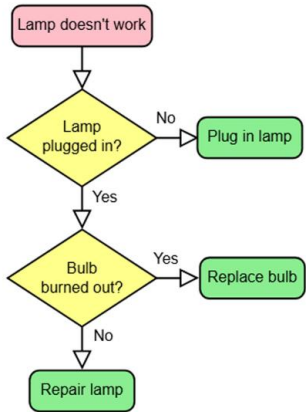 Lamp doesn't work
Lamp
plugged in?
No
Plug in lamp
Yes
Bulb
burned out?
Yes
Replace bulb
No
Repair lamp